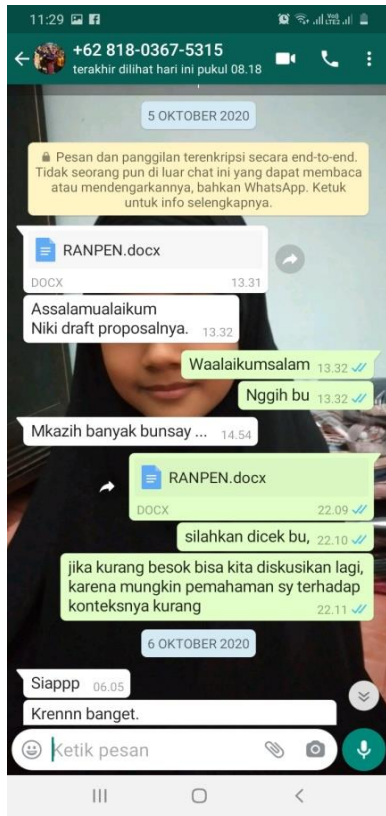 11:29
+62 818-0367-5315
terakhir dilihat hari ini pukul 08.18
5 OKTOBER 2020
Pesan dan panggilan terenkripsi secara end-to-end.
Tidak seorang pun di luar chat ini yang dapat membaca
atau mendengarkannya, bahkan WhatsApp. Ketuk
untuk info selengkapnya.
RANPEN.docx
DOCX 13.31
Assalamualaikum
Niki draft proposalnya. 13.32
Waalaikumsalam 13.32
Nggih bu 13.32
Mkazih banyak bunsay ... 14.54
RANPEN.docx
DOCX 22.09
silahkan dicek bu, 22.10
jika kurang besok bisa kita diskusikan lagi,
karena mungkin pemahaman sy terhadap
konteksnya kurang 22.11
6 OKTOBER 2020
Siappp 06.05
Krennn banget.
Ketik pesan